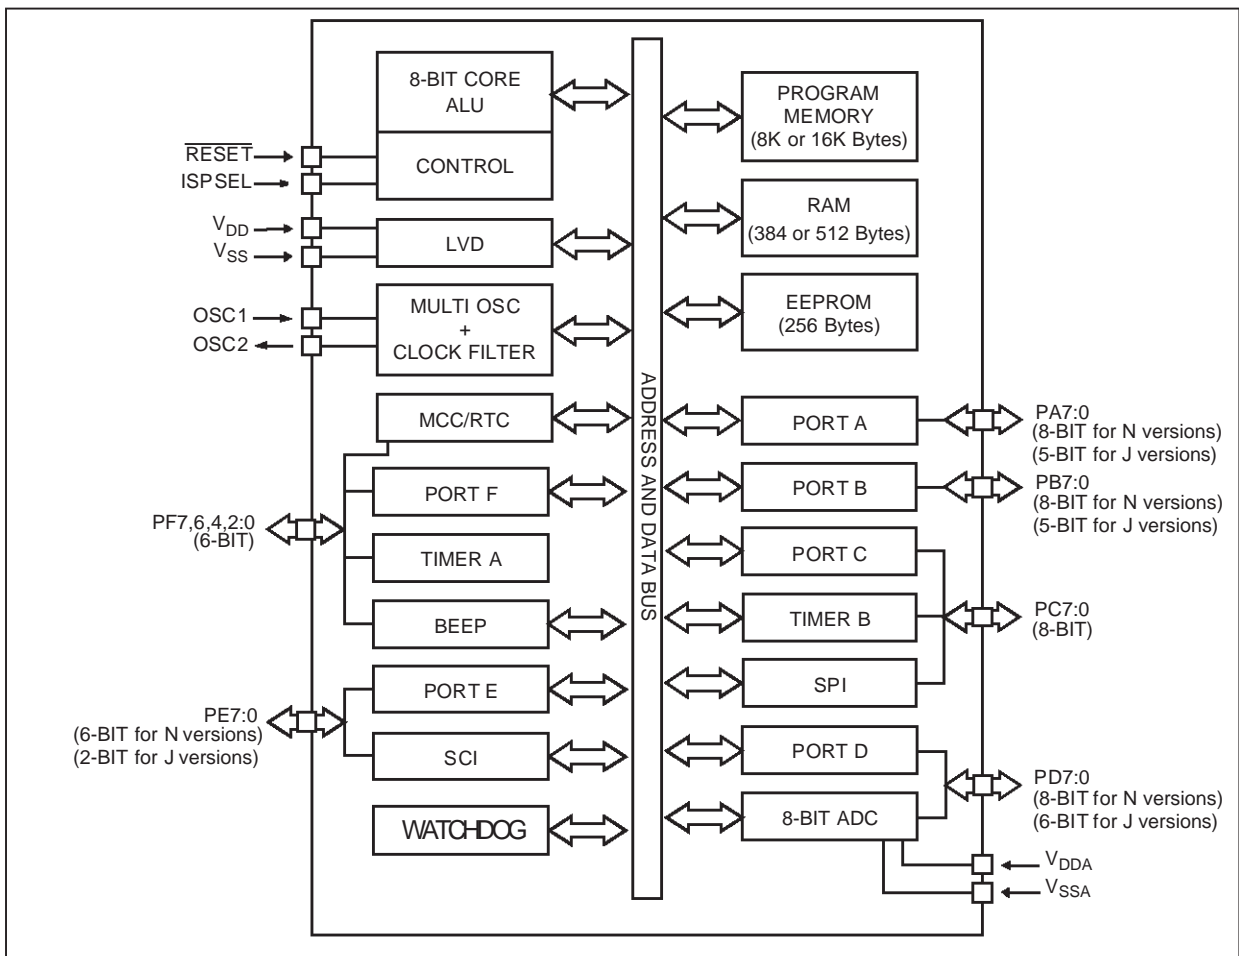 8-BIT CORE
ALU
CONTROL
RESET
ISPSEL
VDD
VSS
LVD
OSC1
OSC2
MULTI OSC
+
CLOCK FILTER
MCC/RTC
PORT F
PF7,6,4,2:0
(6-BIT)
TIMER A
BEEP
PORT E
PE7:0
(6-BIT for N versions)
(2-BIT for J versions)
SCI
WATCHDOG
ADDRESS AND DATA BUS
PROGRAM
MEMORY
(8K or 16K Bytes)
RAM
(384 or 512 Bytes)
EEPROM
(256 Bytes)
PORT A
PA7:0
(8-BIT for N versions)
(5-BIT for J versions)
PORT B
PB7:0
(8-BIT for N versions)
(5-BIT for J versions)
PORT C
TIMER B
PC7:0
(8-BIT)
SPI
PORT D
PD7:0
(8-BIT for N versions)
(6-BIT for J versions)
8-BIT ADC
VDDA
VSSA